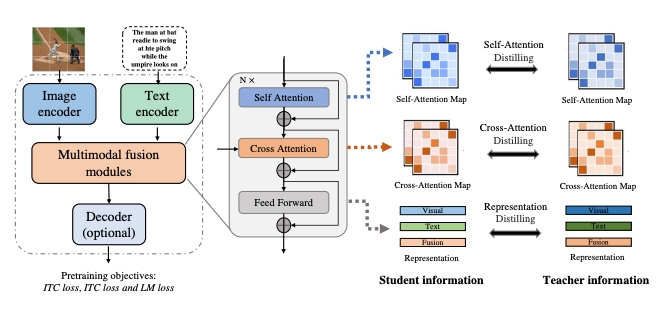 The man at bat
readle to swing
at hte pitch
while the
umpire looks on
Image
encoder
Text
encoder
Multimodal fusion
modules
Decoder
(optional)
Pretraining objectives:
ITC loss, ITC loss and LM loss
N ×
Self Attention
Cross Attention
Feed Forward
Self-Attention Map
Self-Attention
Distilling
Self-Attention Map
Cross-Attention Map
Cross-Attention
Distilling
Cross-Attention Map
Visual
Text
Fusion
Representation
Representation
Distilling
Visual
Text
Fusion
Representation
Student information
Teacher information